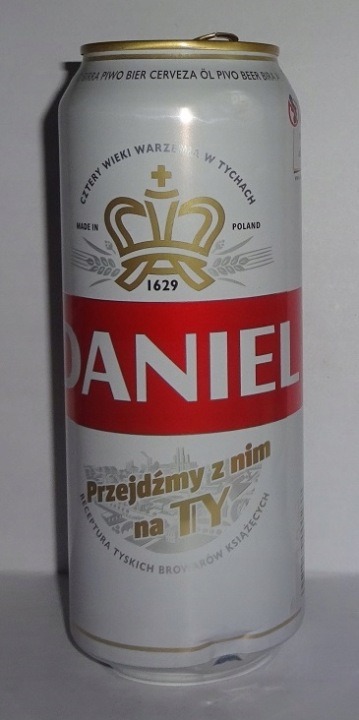 PIWO BIER CERVEZA ÖL PIVO BEER
CZTERY WIEKI WARZENIA W TYCHACH
MADE IN POLAND
1629
DANIEL
Przejdźmy z nim
na TY
RECEPTURA TYSKICH BROWARÓW KSIĄŻĘCYCH